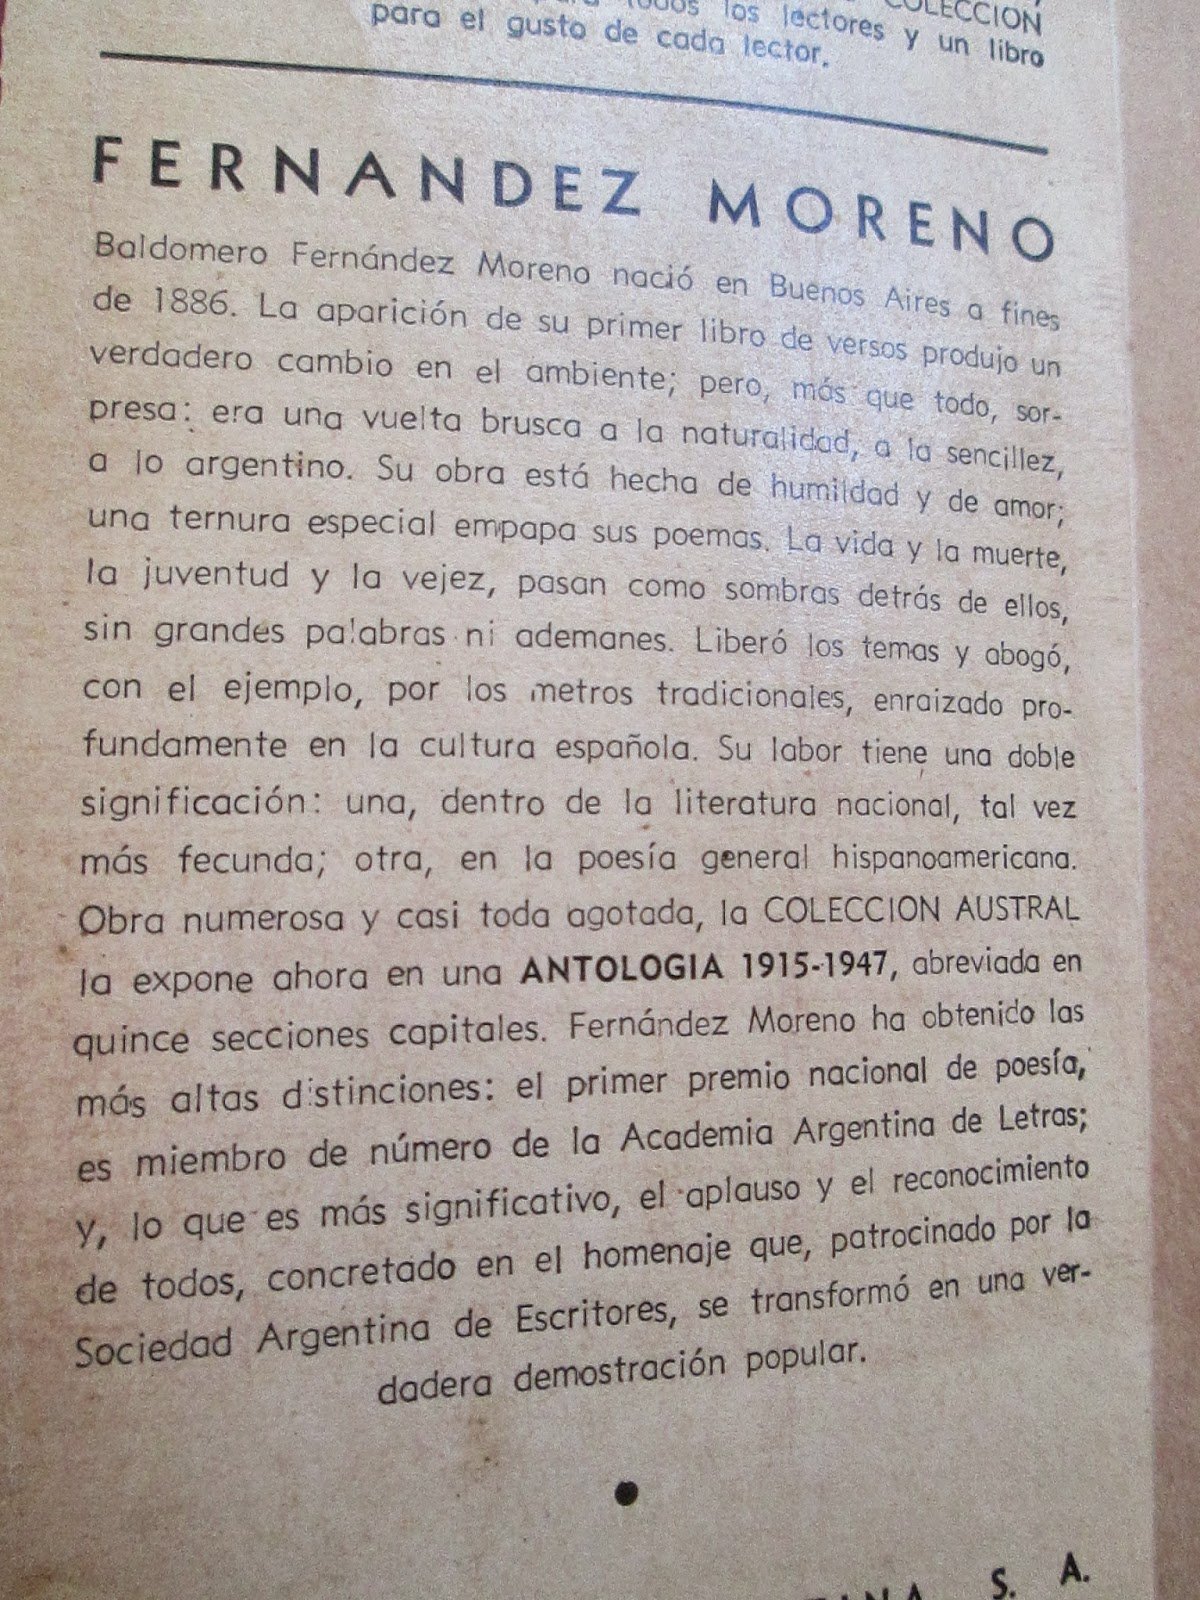 COLECCION
todos los lectores y un libro
para el gusto de cada lector.
FERNANDEZ MORENO
Baldomero Fernández Moreno nació en Buenos Aires a fines
de 1886. La aparición de su primer libro de versos produjo un
verdadero cambio en el ambiente; pero, más que todo, sor-
presa: era una vuelta brusca a la naturalidad, a la sencillez,
a lo argentino. Su obra está hecha de humildad y de amor;
una ternura especial empapa sus poemas. La vida y la muerte,
la juventud y la vejez, pasan como sombras detrás de ellos,
sin grandes palabras ni ademanes. Liberó los temas y abogó,
con el ejemplo, por los metros tradicionales, enraizado pro-
fundamente en la cultura española. Su labor tiene una doble
significación: una, dentro de la literatura nacional, tal vez
más fecunda; otra, en la poesía general hispanoamericana.
Obra numerosa y casi toda agotada, la COLECCION AUSTRAL
la expone ahora en una ANTOLOGIA 1915-1947, abreviada en
quince secciones capitales. Fernández Moreno ha obtenido las
más altas distinciones: el primer premio nacional de poesía,
es miembro de número de la Academia Argentina de Letras;
y, lo que es más significativo, el aplauso y el reconocimiento
de todos, concretado en el homenaje que, patrocinado por la
Sociedad Argentina de Escritores, se transformó en una ver-
dadera demostración popular.
S. A.